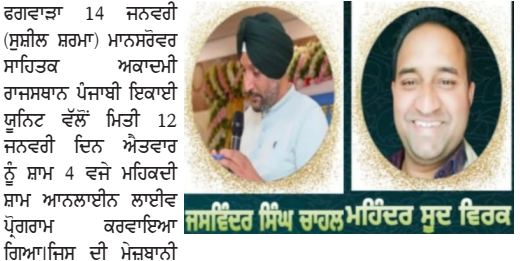 ਫਗਵਾੜਾ 14 ਜਨਵਰੀ
(ਸੁਸ਼ੀਲ ਸ਼ਰਮਾ) ਮਾਨਸਰੋਵਰ
ਸਾਹਿਤਕ ਅਕਾਦਮੀ
ਰਾਜਸਥਾਨ ਪੰਜਾਬੀ ਇਕਾਈ
ਯੂਨਿਟ ਵੱਲੋਂ ਮਿਤੀ 12
ਜਨਵਰੀ ਦਿਨ ਐਤਵਾਰ
ਨੂੰ ਸ਼ਾਮ 4 ਵਜੇ ਮਹਿਕਦੀ
ਸ਼ਾਮ ਆਨਲਾਈਨ ਲਾਈਵ
ਪ੍ਰੋਗਰਾਮ ਕਰਵਾਇਆ
ਗਿਆ।ਜਿਸ ਦੀ ਮੇਜ਼ਬਾਨੀ
ਜਸਵਿੰਦਰ ਸਿੰਘ ਚਾਹਲ
ਮਹਿੰਦਰ ਸੂਦ ਵਿਰਕ